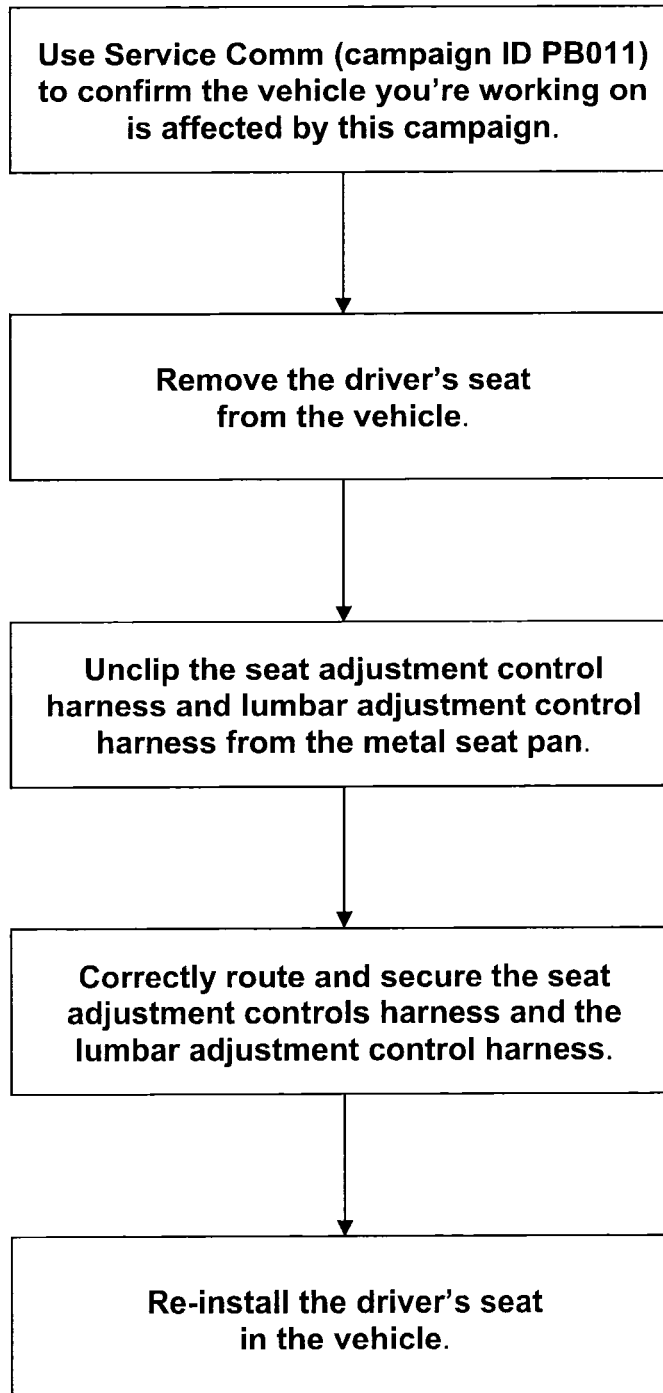 Use Service Comm (campaign ID PB011)
to confirm the vehicle you're working on
is affected by this campaign.
Remove the driver's seat
from the vehicle.
Unclip the seat adjustment control
harness and lumbar adjustment control
harness from the metal seat pan.
Correctly route and secure the seat
adjustment controls harness and the
lumbar adjustment control harness.
Re-install the driver's seat
in the vehicle.